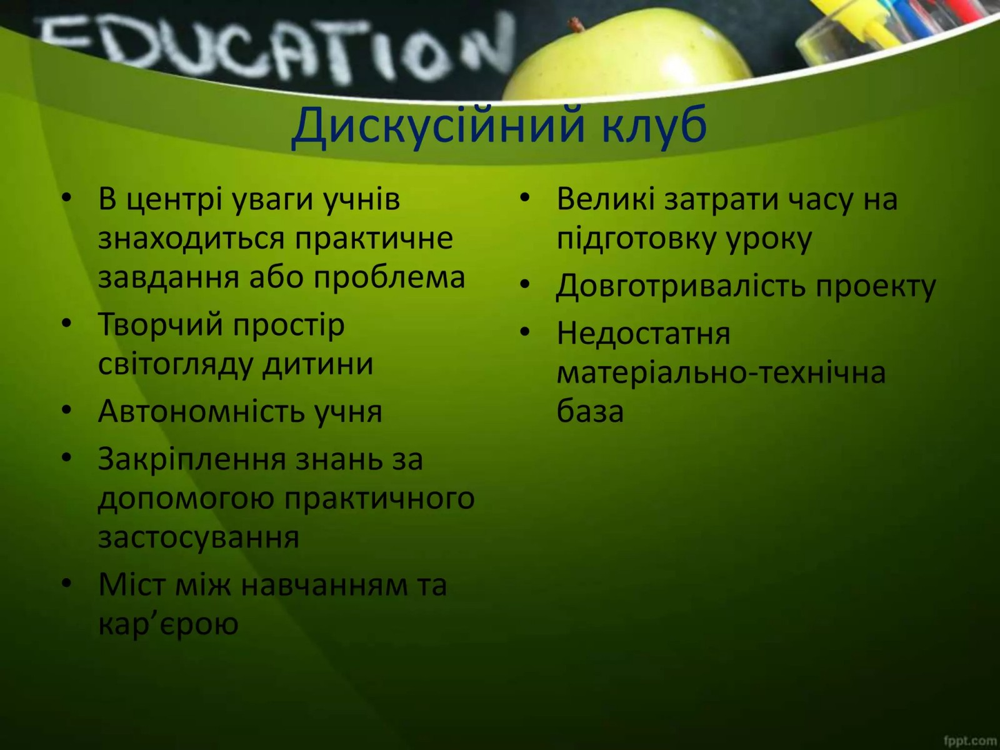 EDUCATION
Дискусійний клуб
• В центрі уваги учнів
знаходиться практичне
завдання або проблема
• Творчий простір
світогляду дитини
• Автономність учня
• Закріплення знань за
допомогою практичного
застосування
• Міст між навчанням та
кар’єрою
• Великі затрати часу на
підготовку уроку
• Довготривалість проекту
• Недостатня
матеріально-технічна
база
fppt.com